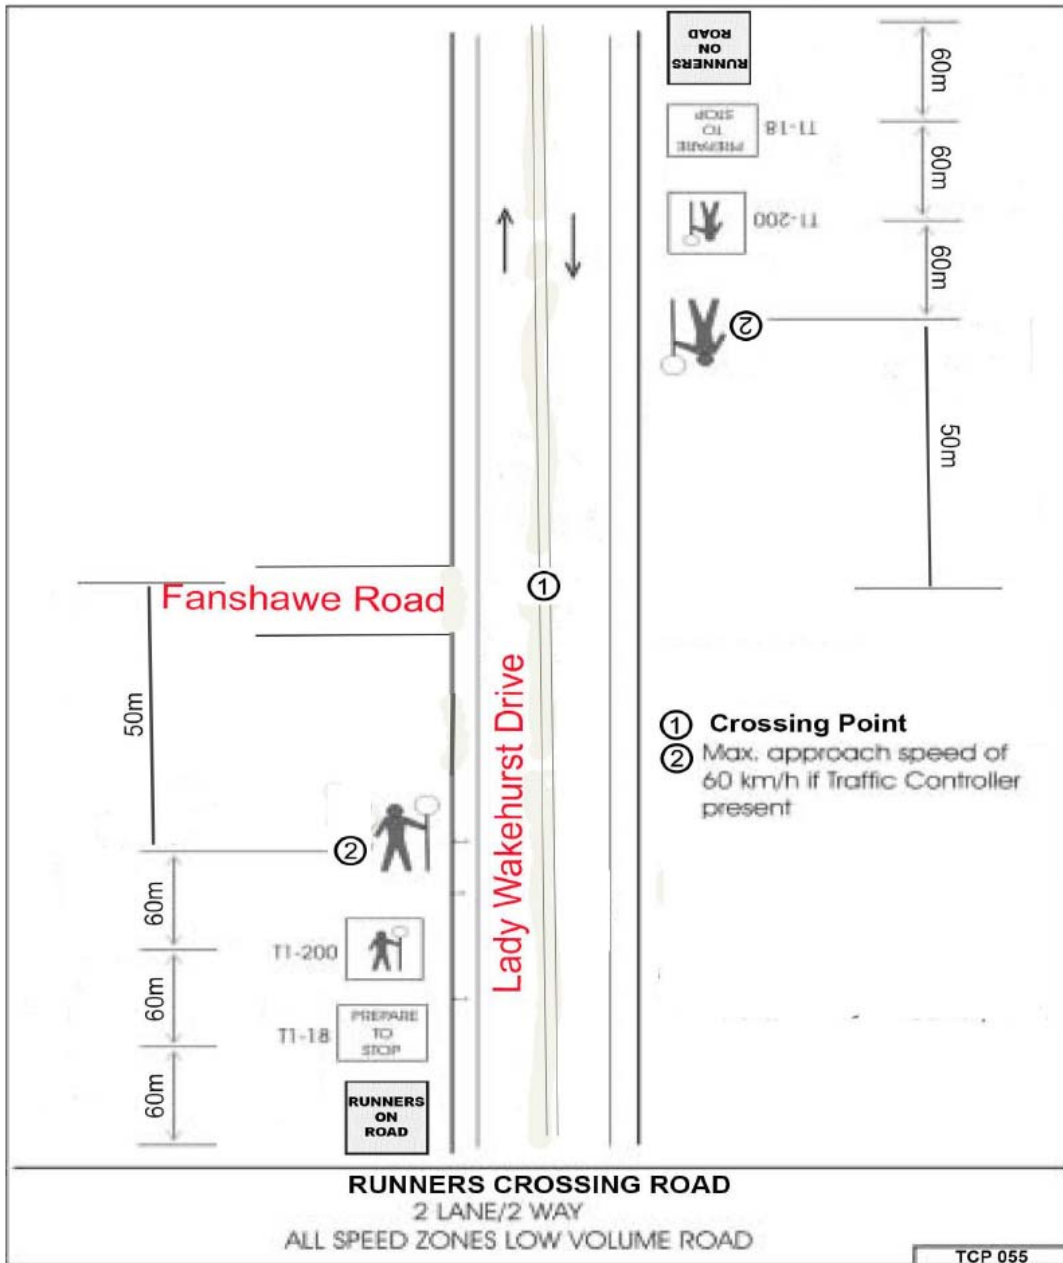 RUNNERS
ON
ROAD
60m
PREPARE
TO
STOP
T1-18
60m
T1-200
60m
2
50m
1
Fanshawe Road
50m
Lady Wakehurst Drive
1 Crossing Point
2 Max. approach speed of
60 km/h if Traffic Controller
present
2
60m
T1-200
60m
T1-18
PREPARE
TO
STOP
60m
RUNNERS
ON
ROAD
RUNNERS CROSSING ROAD
2 LANE/2 WAY
ALL SPEED ZONES LOW VOLUME ROAD
TCP 055